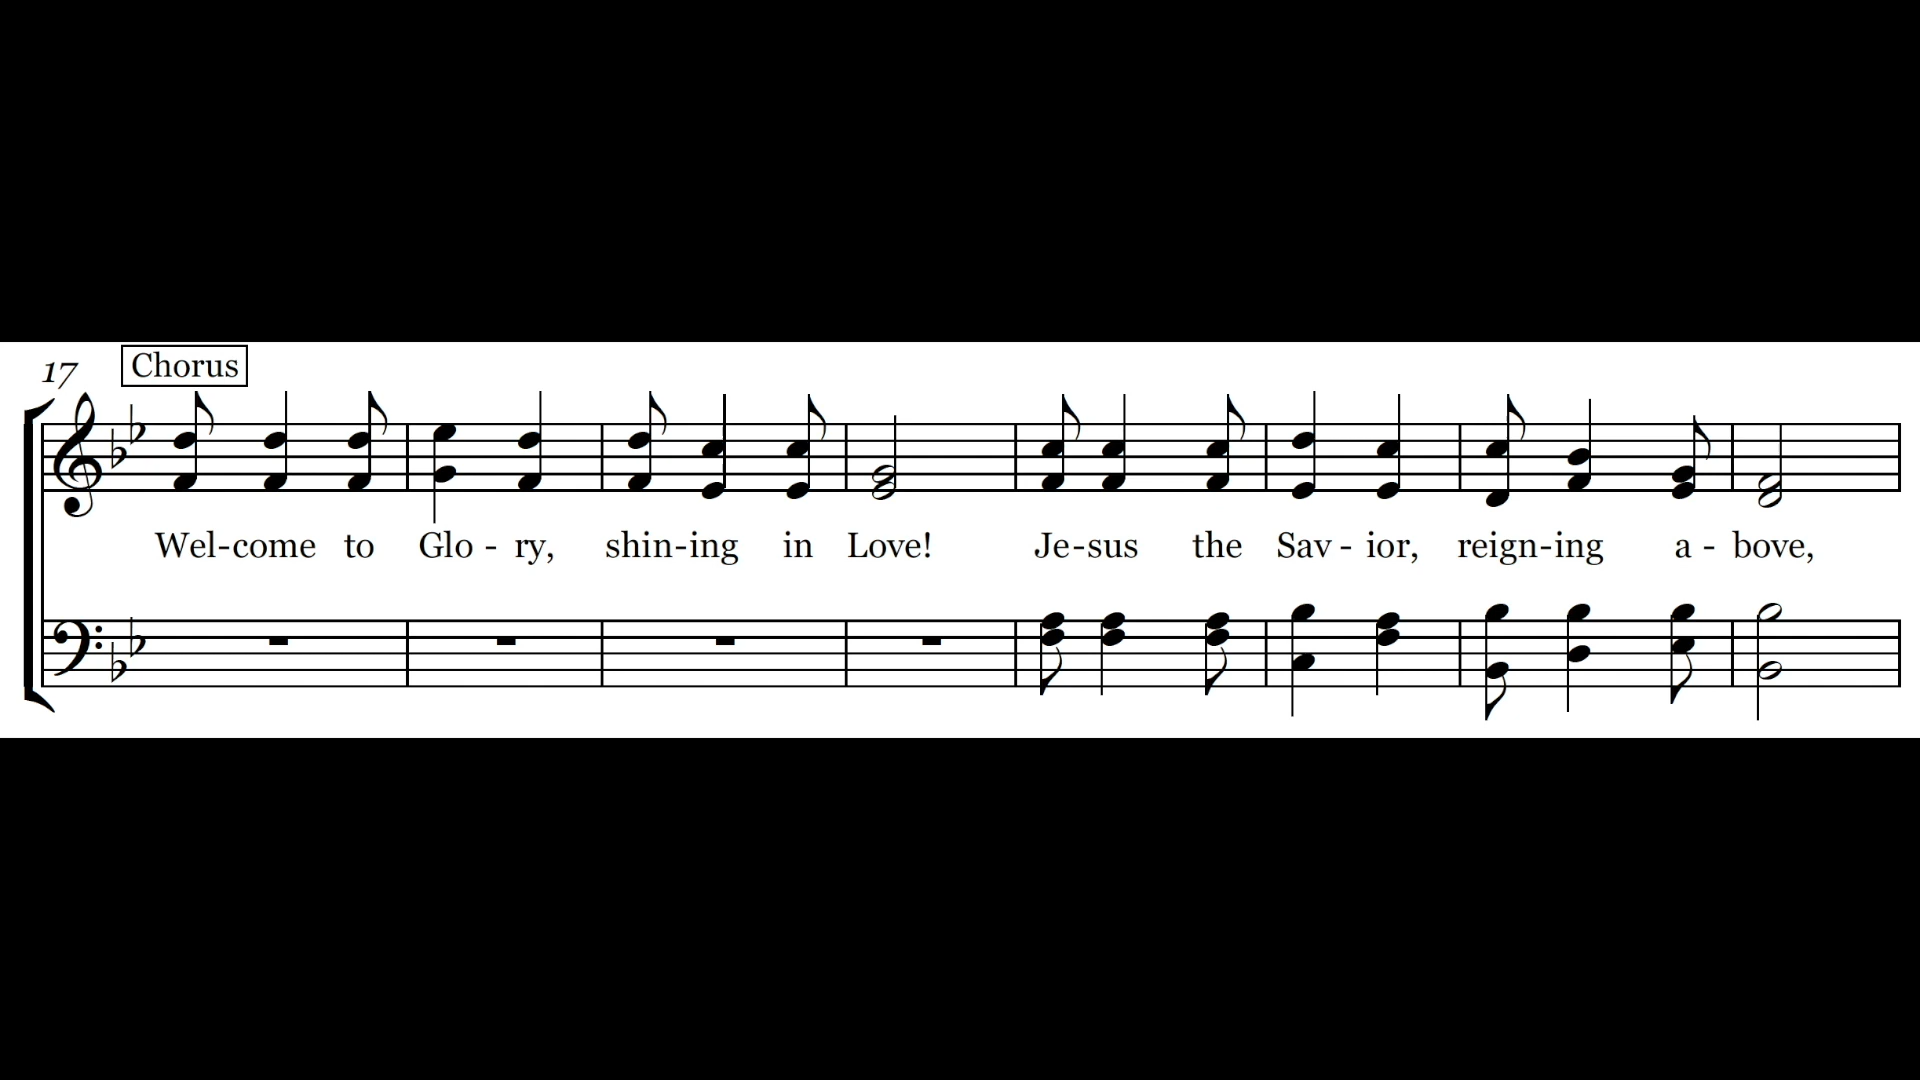 17 Chorus
Wel-come to Glo - ry, shin-ing in Love! Je-sus the Sav - ior, reign-ing a - bove,